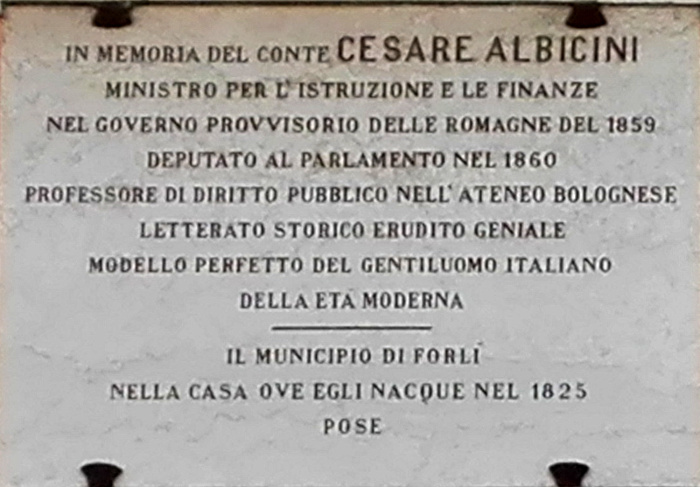 IN MEMORIA DEL CONTE CESARE ALBICINI
MINISTRO PER L'ISTRUZIONE E LE FINANZE
NEL GOVERNO PROVVISORIO DELLE ROMAGNE DEL 1859
DEPUTATO AL PARLAMENTO NEL 1860
PROFESSORE DI DIRITTO PUBBLICO NELL'ATENEO BOLOGNESE
LETTERATO STORICO ERUDITO GENIALE
MODELLO PERFETTO DEL GENTILUOMO ITALIANO
DELLA ETÀ MODERNA
IL MUNICIPIO DI FORLÌ
NELLA CASA OVE EGLI NACQUE NEL 1825
POSE